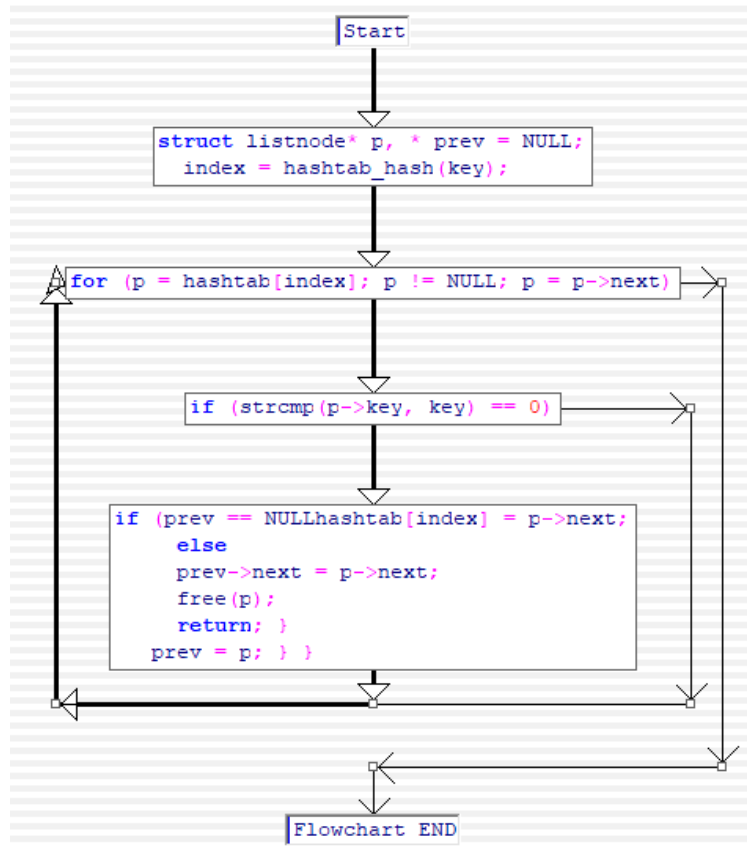 Start
struct listnode* p, * prev = NULL;
index = hashtab_hash(key);
for (p = hashtab[index]; p != NULL; p = p->next)
if (strcmp(p->key, key) == 0)
if (prev == NULLhashtab[index] = p->next;
else
prev->next = p->next;
free(p);
return; }
prev = p; } }
Flowchart END